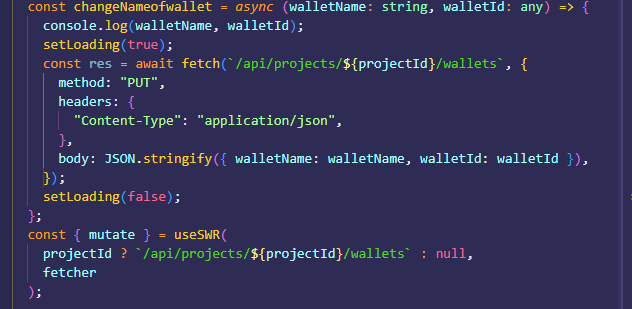 const changeNameofwallet = async (walletName: string, walletId: any) => {
console.log(walletName, walletId);
setLoading(true);
const res = await fetch(`/api/projects/${projectId}/wallets`, {
method: "PUT",
headers: {
"Content-Type": "application/json",
},
body: JSON.stringify({ walletName: walletName, walletId: walletId }),
});
setLoading(false);
};
const { mutate } = useSWR(
projectId ? `/api/projects/${projectId}/wallets` : null,
fetcher
);